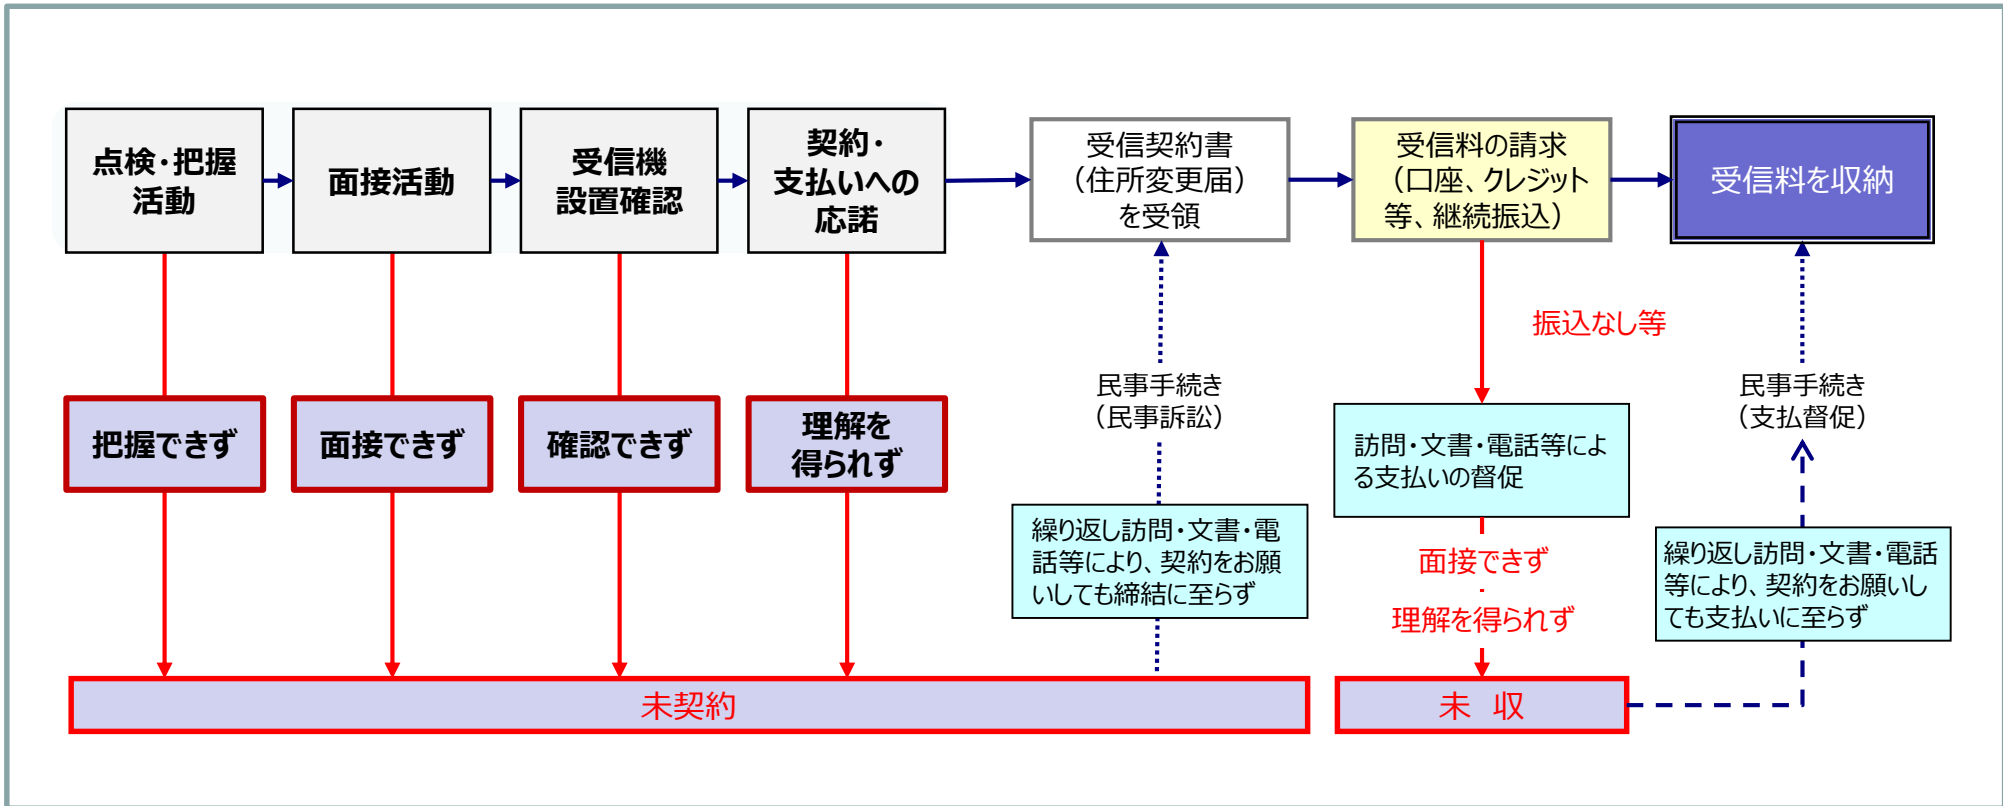 点検・把握
活動
面接活動
受信機
設置確認
契約・
支払いへの
応諾
受信契約書
（住所変更届）
を受領
受信料の請求
（口座、クレジット
等、継続振込）
受信料を収納
振込なし等
民事手続き
（民事訴訟）
民事手続き
（支払督促）
把握できず
面接できず
確認できず
理解を
得られず
訪問・文書・電話等によ
る支払いの督促
繰り返し訪問・文書・電
話等により、契約をお願
いしても締結に至らず
面接できず
・
理解を得られず
繰り返し訪問・文書・電話
等により、契約をお願いし
ても支払いに至らず
未契約
未 収